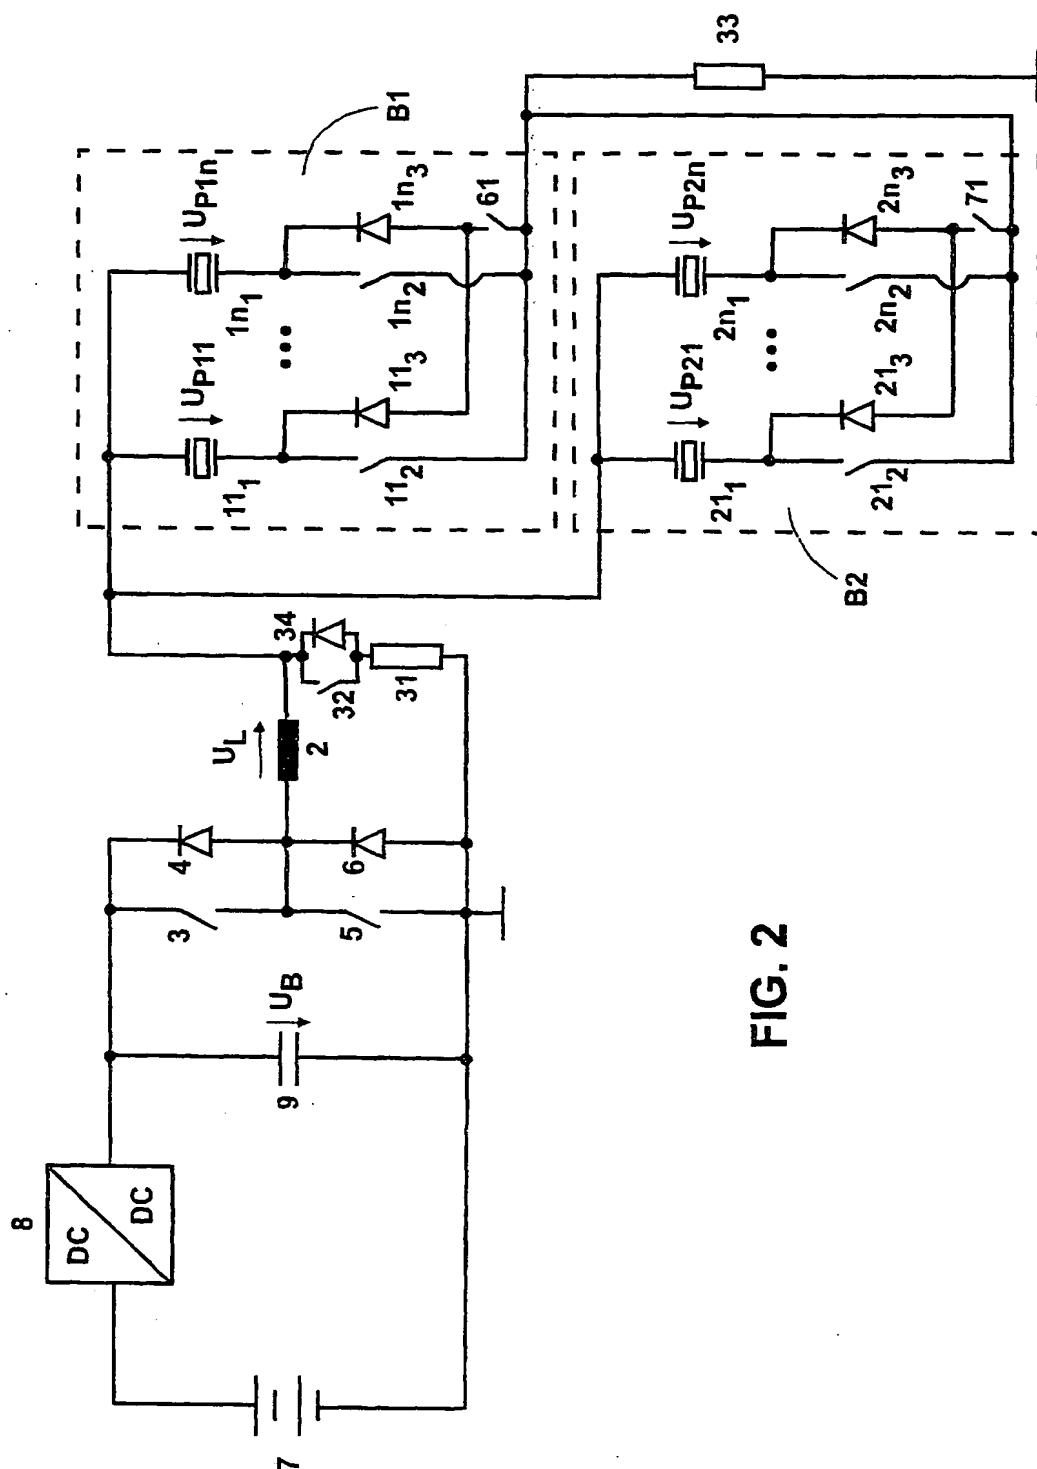 33
B1
U_P1n
1n_3
61
1n_1
1n_2
U_P11
11_3
11_1
11_2
U_P2n
2n_3
71
2n_1
2n_2
U_P21
21_3
21_1
21_2
B2
34
32
31
U_L
2
4
6
3
5
U_B
9
8
DC
DC
7
FIG. 2